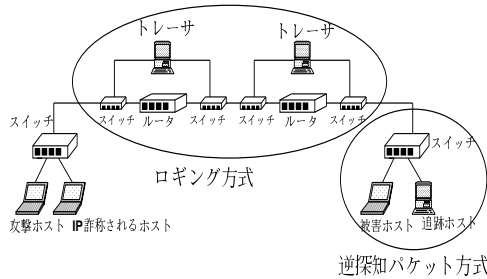 トレーサ
トレーサ
スイッチ
スイッチ
ルータ
スイッチ
スイッチ
ルータ
スイッチ
スイッチ
ロギング方式
攻撃ホスト
IP詐称されるホスト
被害ホスト
追跡ホスト
逆探知パケット方式